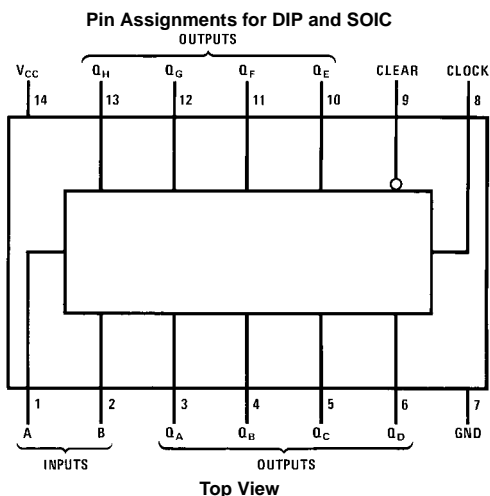 Pin Assignments for DIP and SOIC
OUTPUTS
VCC QH QG QF QE CLEAR CLOCK
14 13 12 11 10 9 8
1 2 3 4 5 6 7
A B QA QB QC QD GND
INPUTS OUTPUTS
Top View